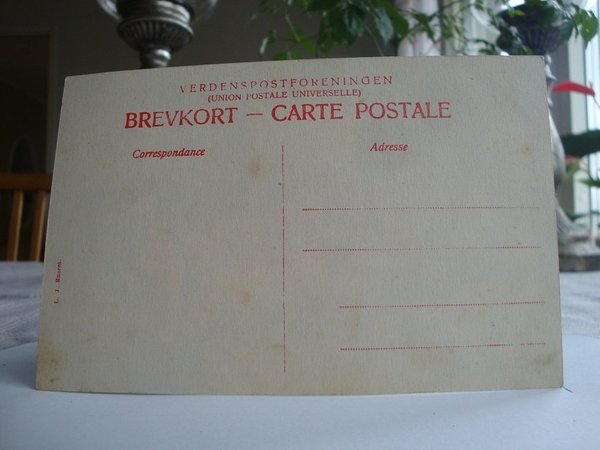 VERDENSPOSTFORENINGEN
(UNION POSTALE UNIVERSELLE)
BREVKORT — CARTE POSTALE
Correspondance
Adresse
L. J.